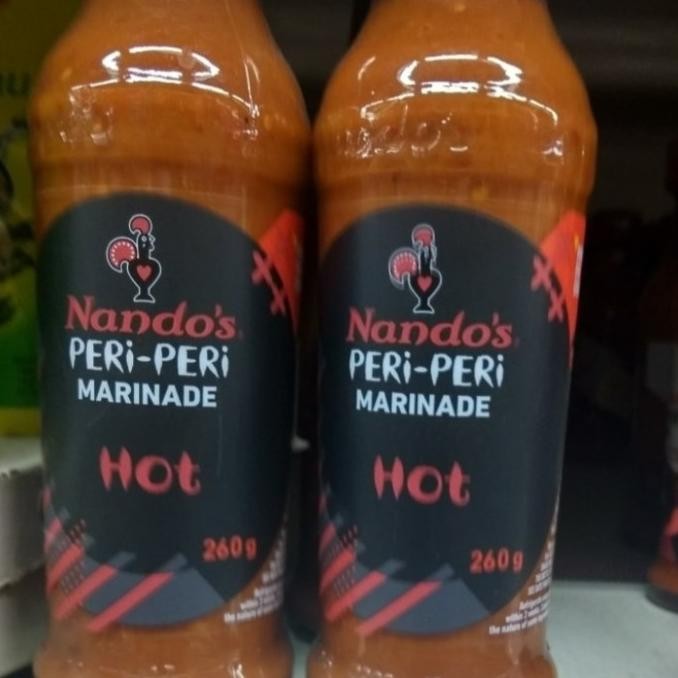 Nando's
PERi-PERi
MARINADE
Hot
260g
Nando's
PERi-PERi
MARINADE
Hot
260g